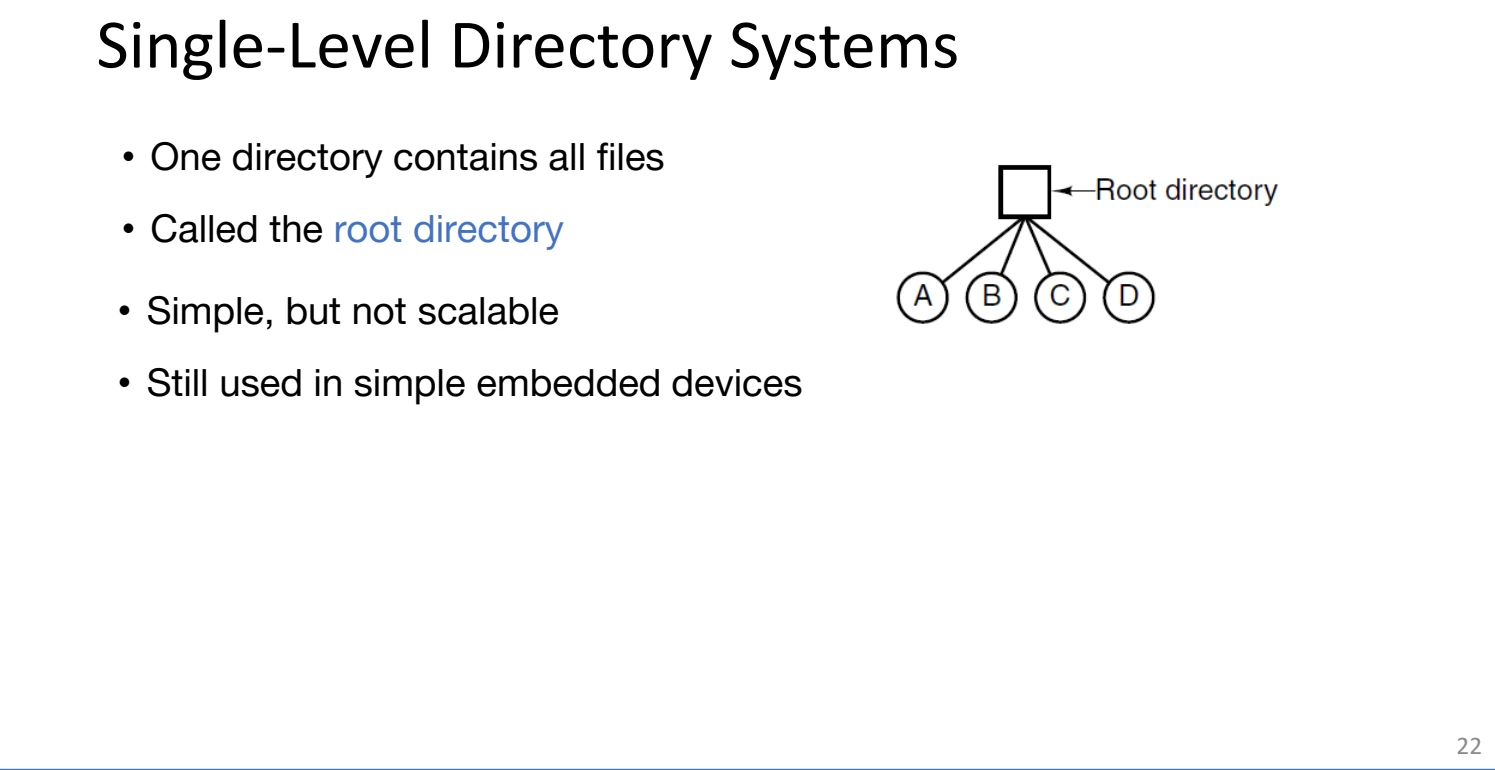 Single-Level Directory Systems
• One directory contains all files
• Called the root directory
• Simple, but not scalable
• Still used in simple embedded devices
Root directory
A B C D
22